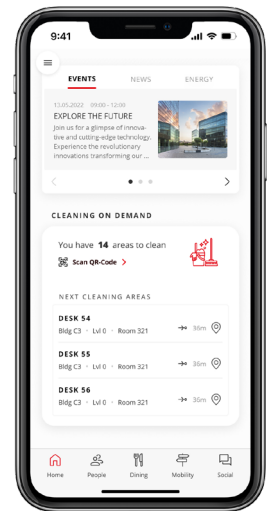 9:41
EVENTS NEWS ENERGY
13.05.2022 09:00 – 12:00
EXPLORE THE FUTURE
Join us for a glimpse of innova-
tive and cutting-edge technology.
Experience the revolutionary
innovations transforming our ...
CLEANING ON DEMAND
You have 14 areas to clean
Scan QR-Code
NEXT CLEANING AREAS
DESK 54
Bldg C3 · Lvl 0 · Room 321
36m
DESK 55
Bldg C3 · Lvl 0 · Room 321
36m
DESK 56
Bldg C3 · Lvl 0 · Room 321
36m
Home People Dining Mobility Social